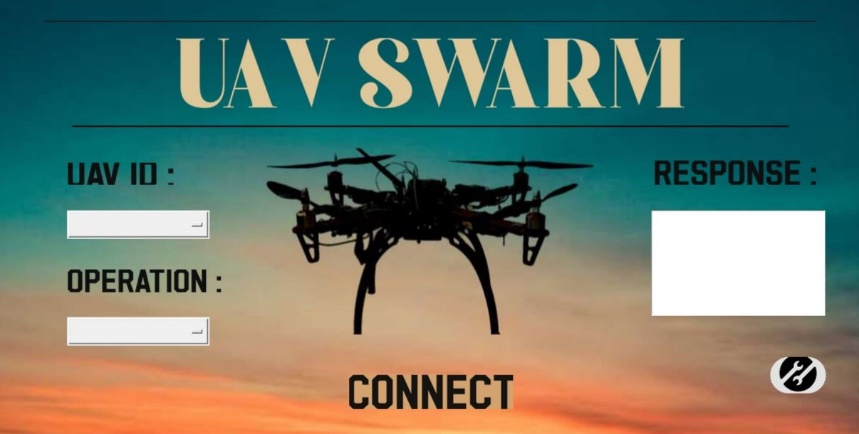 UAV SWARM
UAV ID :
RESPONSE :
OPERATION :
CONNECT